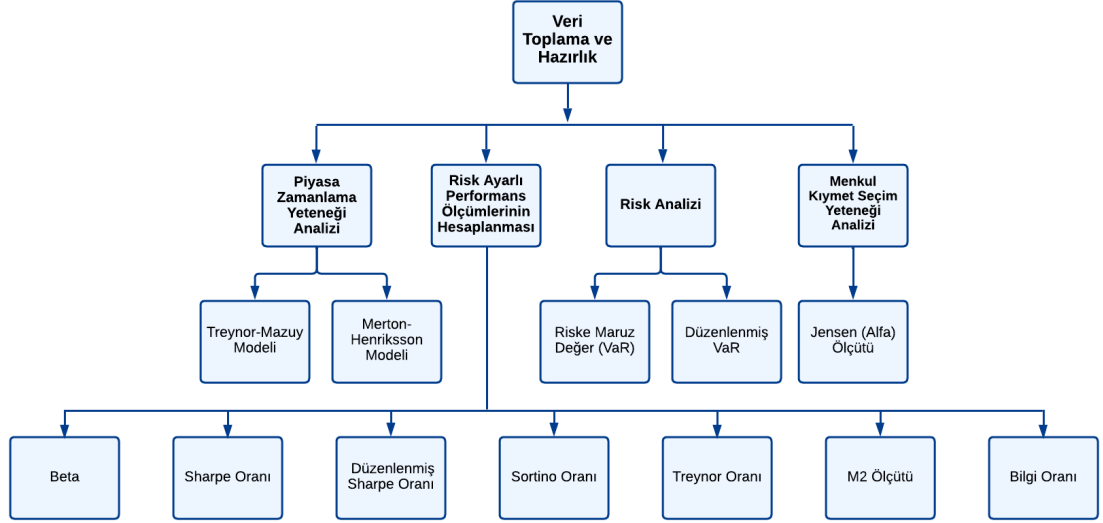 Veri
Toplama ve
Hazırlık
Piyasa
Zamanlama
Yeteneği
Analizi
Risk Ayarlı
Performans
Ölçümlerinin
Hesaplanması
Risk Analizi
Menkul
Kıymet Seçim
Yeteneği
Analizi
Treynor-Mazuy
Modeli
Merton-
Henriksson
Modeli
Riske Maruz
Değer (VaR)
Düzenlenmiş
VaR
Jensen (Alfa)
Ölçütü
Beta
Sharpe Oranı
Düzenlenmiş
Sharpe Oranı
Sortino Oranı
Treynor Oranı
M2 Ölçütü
Bilgi Oranı